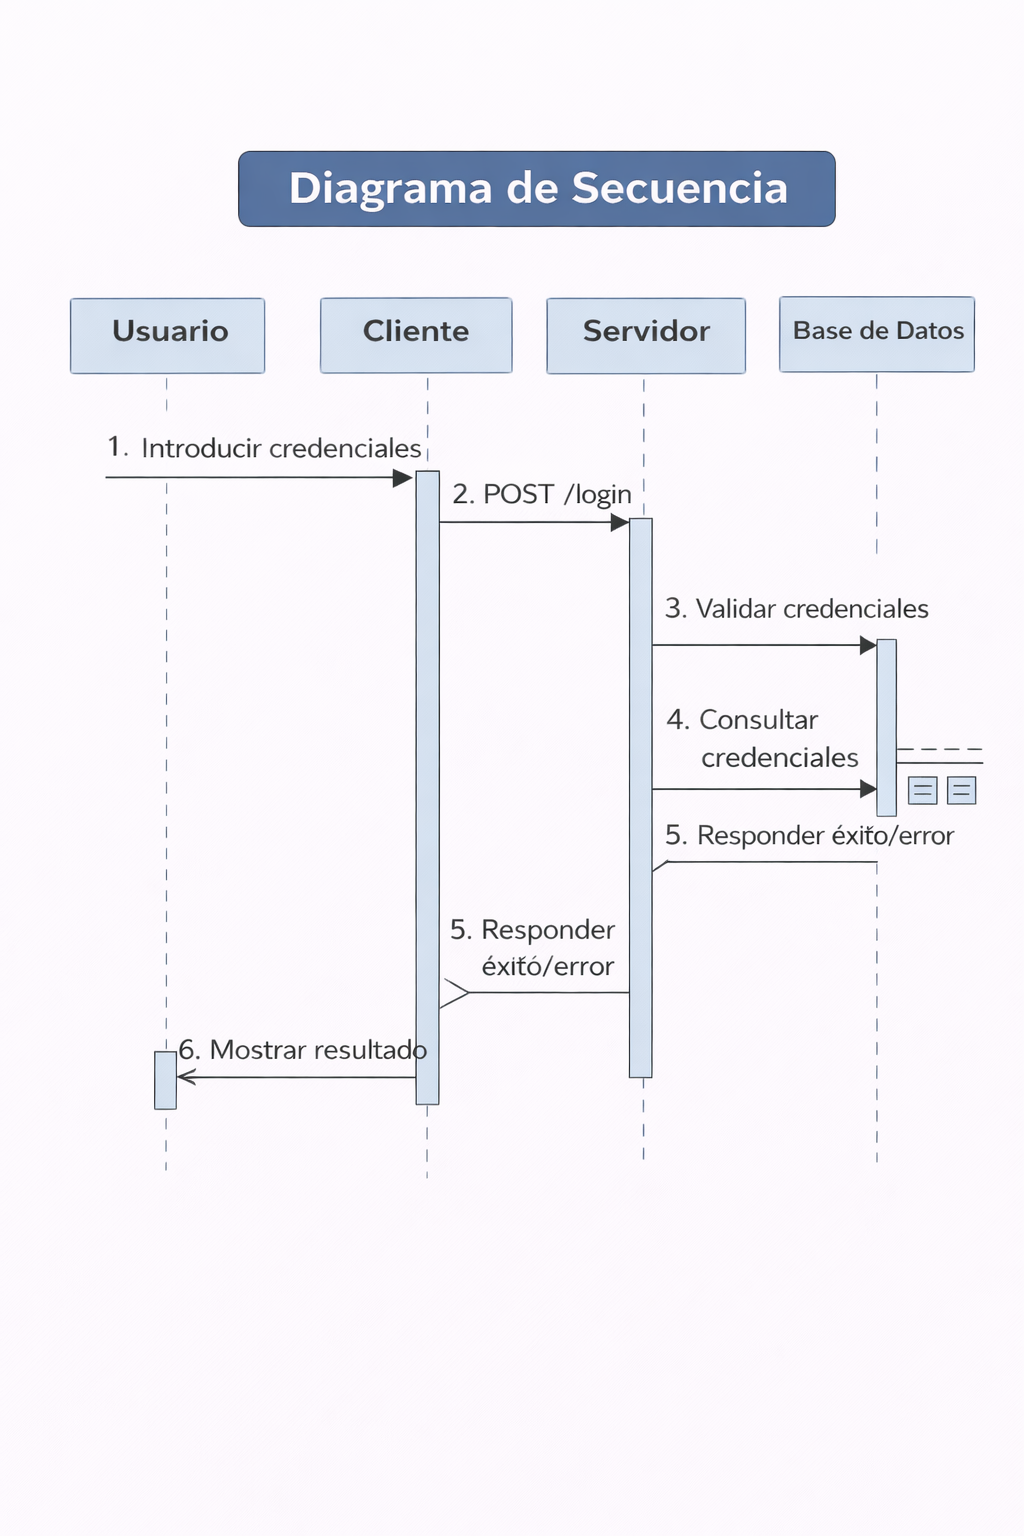 Diagrama de Secuencia
Usuario
Cliente
Servidor
Base de Datos
1. Introducir credenciales
2. POST /login
3. Validar credenciales
4. Consultar
credenciales
5. Responder éxito/error
5. Responder
éxitó/error
6. Mostrar resultado